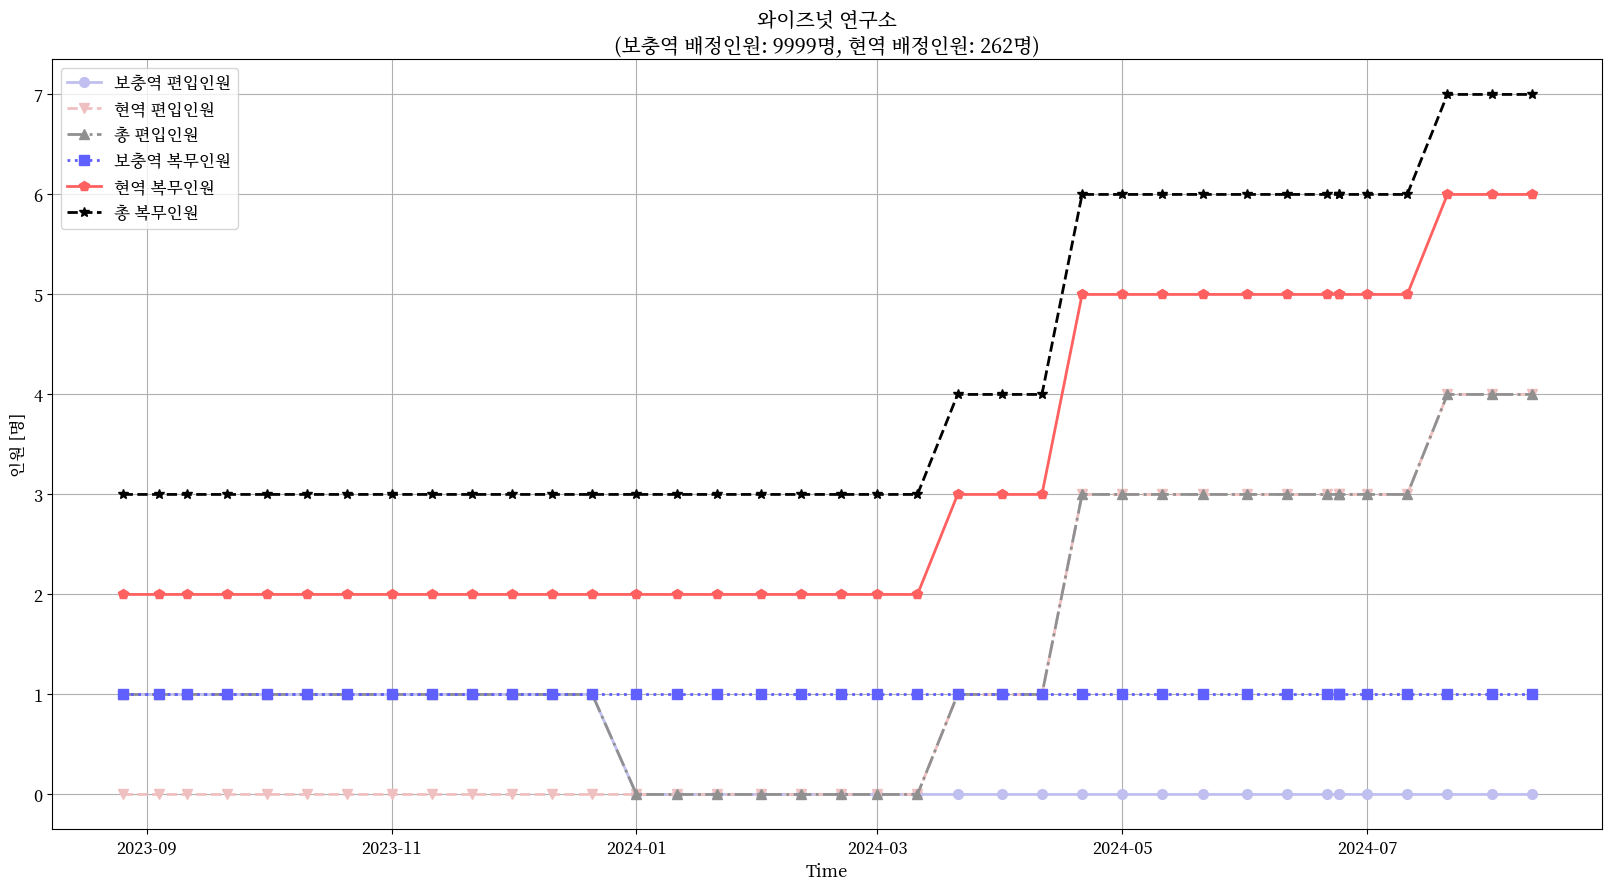 와이즈넛 연구소
(보충역 배정인원: 9999명, 현역 배정인원: 262명)
보충역 편입인원
현역 편입인원
총 편입인원
보충역 복무인원
현역 복무인원
총 복무인원
인원 [명]
7
6
5
4
3
2
1
0
2023-09
2023-11
2024-01
2024-03
2024-05
2024-07
Time